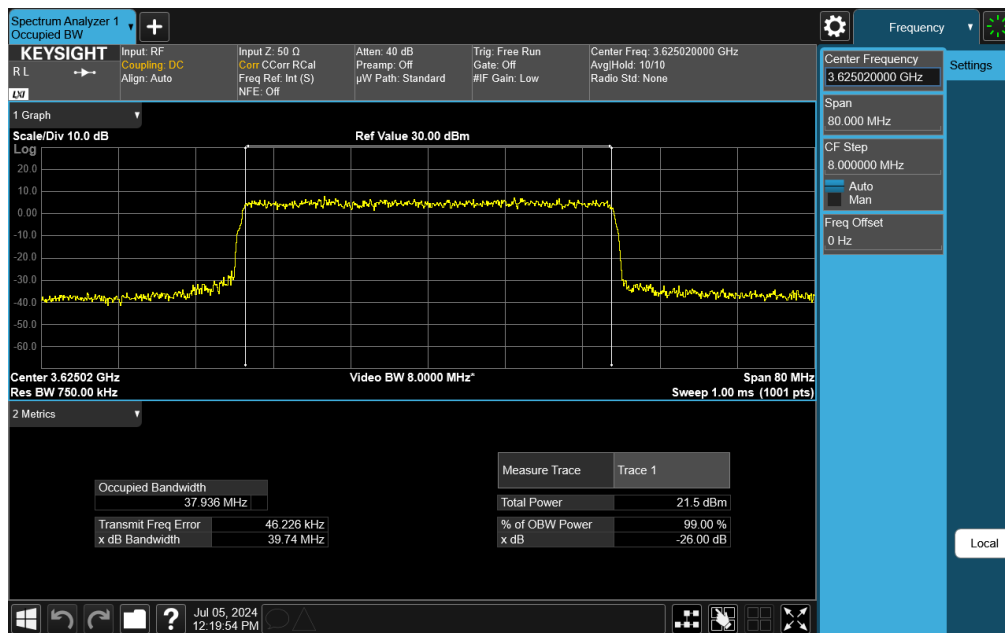 Spectrum Analyzer 1
Occupied BW
Frequency
KEYSIGHT
R L
LXI
Input: RF
Coupling: DC
Align: Auto
Input Z: 50 Ω
Corr CCorr RCal
Freq Ref: Int (S)
NFE: Off
Atten: 40 dB
Preamp: Off
µW Path: Standard
Trig: Free Run
Gate: Off
#IF Gain: Low
Center Freq: 3.625020000 GHz
Avg|Hold: 10/10
Radio Std: None
Center Frequency
3.625020000 GHz
Settings
Span
80.000 MHz
CF Step
8.000000 MHz
Auto
Man
Freq Offset
0 Hz
1 Graph
Scale/Div 10.0 dB
Ref Value 30.00 dBm
Log
20.0
10.0
0.00
-10.0
-20.0
-30.0
-40.0
-50.0
-60.0
Center 3.62502 GHz
Video BW 8.0000 MHz*
Span 80 MHz
Res BW 750.00 kHz
Sweep 1.00 ms (1001 pts)
2 Metrics
Occupied Bandwidth
37.936 MHz
Transmit Freq Error 46.226 kHz
x dB Bandwidth 39.74 MHz
Measure Trace Trace 1
Total Power 21.5 dBm
% of OBW Power 99.00 %
x dB -26.00 dB
Local
Jul 05, 2024
12:19:54 PM